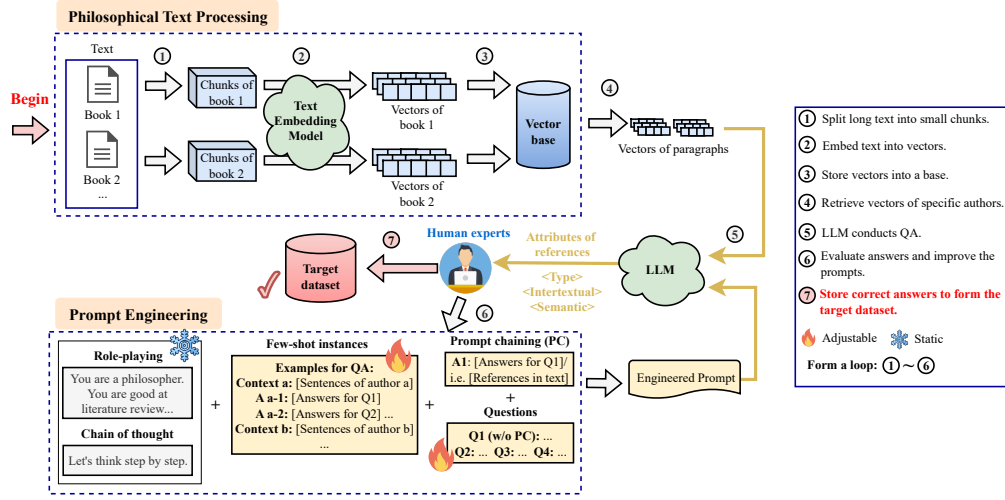 Philosophical Text Processing
Text
Begin
Book 1
Book 2
...
1
Chunks of
book 1
Chunks of
book 2
2
Text
Embedding
Model
Vectors of
book 1
Vectors of
book 2
3
Vector
base
4
Vectors of paragraphs
1 Split long text into small chunks.
2 Embed text into vectors.
3 Store vectors into a base.
4 Retrieve vectors of specific authors.
5 LLM conducts QA.
6 Evaluate answers and improve the
prompts.
7 Store correct answers to form the
target dataset.
Adjustable
Static
Form a loop: 1 ~ 6
5
LLM
Attributes of
references
<Type>
<Intertextual>
<Semantic>
Human experts
7
Target
dataset
6
Prompt Engineering
Role-playing
You are a philosopher.
You are good at
literature review...
Chain of thought
Let's think step by step.
+
Few-shot instances
Examples for QA:
Context a: [Sentences of author a]
A a-1: [Answers for Q1]
A a-2: [Answers for Q2] ...
Context b: [Sentences of author b]
...
+
Prompt chaining (PC)
A1: [Answers for Q1]/
i.e. [References in text]
+
Questions
Q1 (w/o PC): ...
Q2: ... Q3: ... Q4: ...
Engineered Prompt